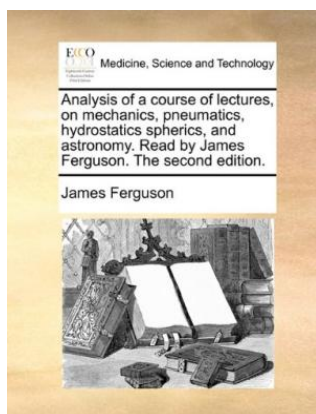 ECCO
Medicine, Science and Technology
Analysis of a course of lectures,
on mechanics, pneumatics,
hydrostatics spherics, and
astronomy. Read by James
Ferguson. The second edition.
James Ferguson